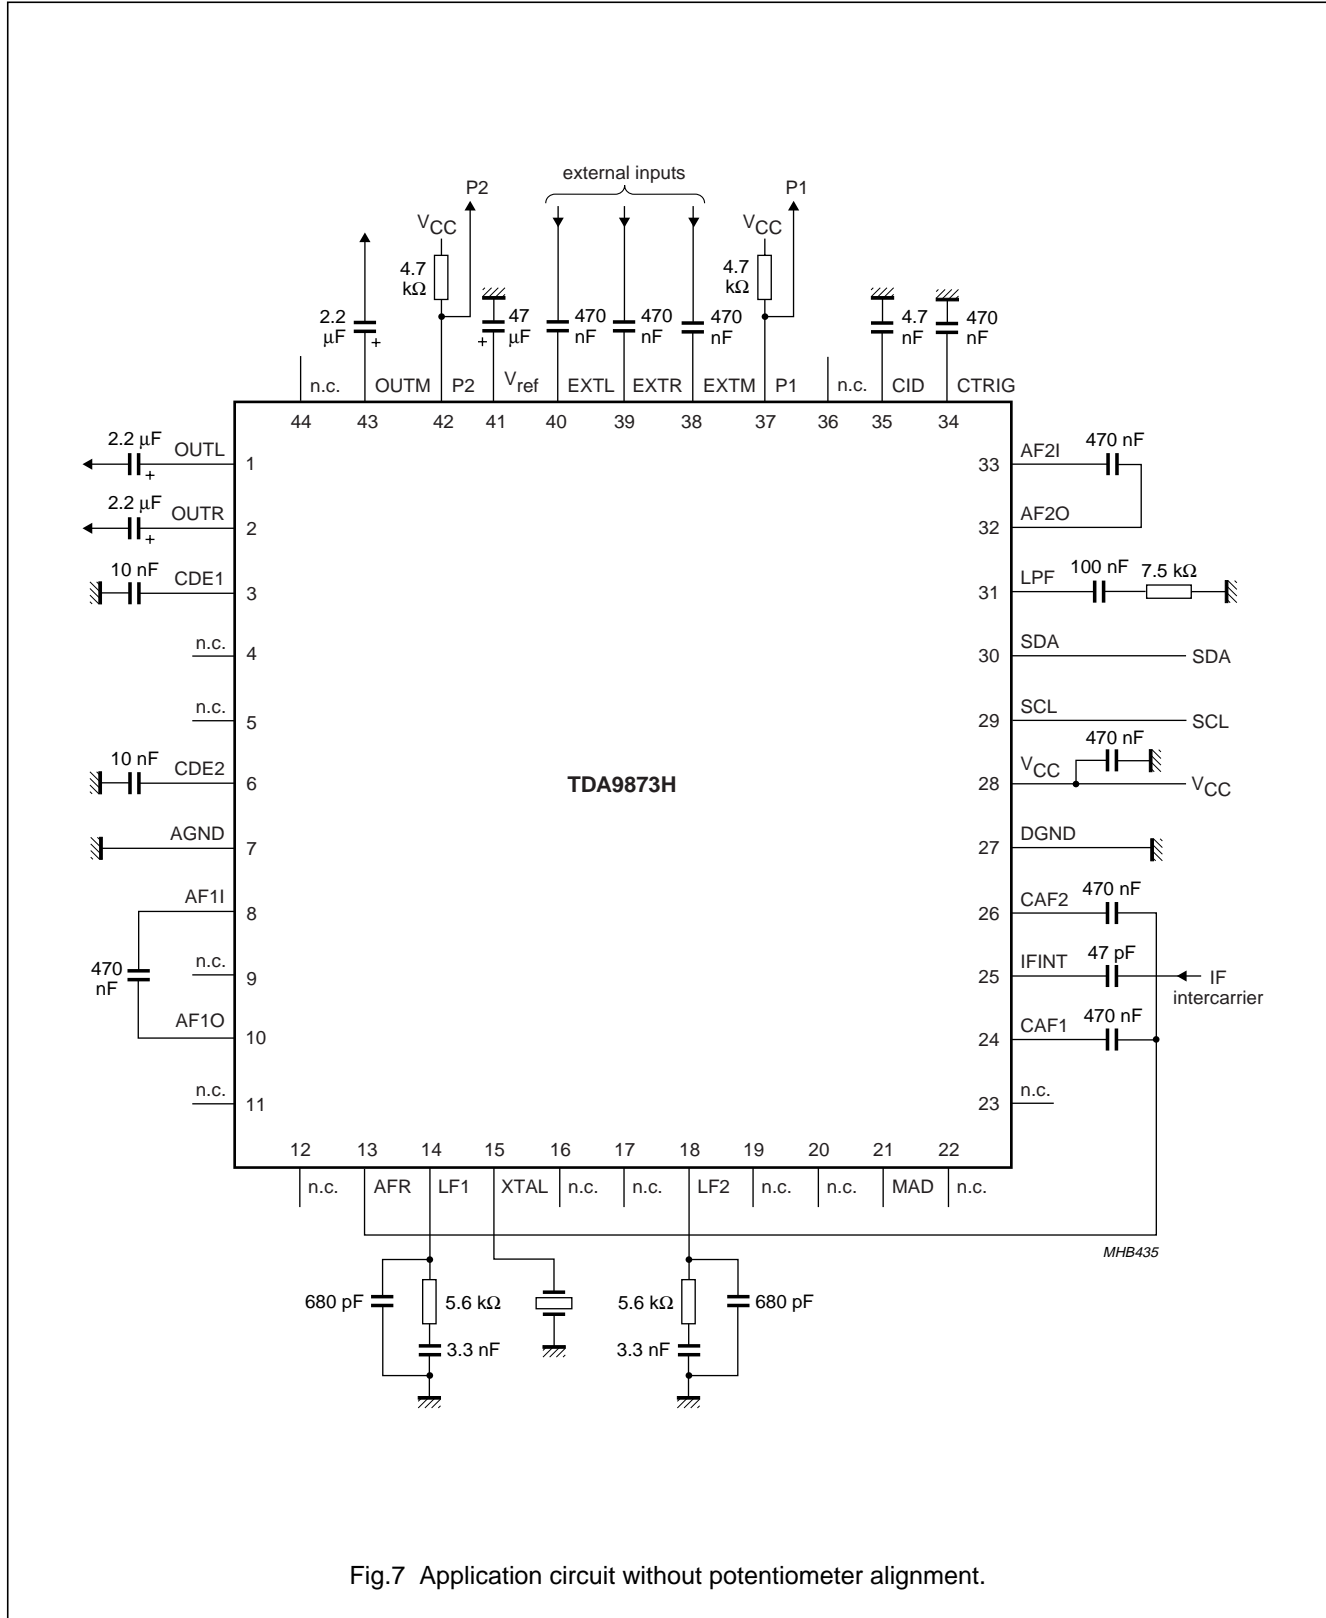 external inputs
P2
P1
VCC
VCC
4.7 kΩ
4.7 kΩ
2.2 μF
+
47 μF
+
470 nF
470 nF
470 nF
4.7 nF
470 nF
n.c.
OUTM
P2
Vref
EXTL
EXTR
EXTM
P1
n.c.
CID
CTRIG
44
43
42
41
40
39
38
37
36
35
34
2.2 μF
+
OUTL
1
2.2 μF
+
OUTR
2
10 nF
CDE1
3
n.c.
4
n.c.
5
10 nF
CDE2
6
AGND
7
AF1I
8
470 nF
n.c.
9
AF1O
10
n.c.
11
TDA9873H
33
AF2I
470 nF
32
AF2O
31
LPF
100 nF
7.5 kΩ
30
SDA
SDA
29
SCL
SCL
470 nF
28
VCC
VCC
27
DGND
26
CAF2
470 nF
25
IFINT
47 pF
IF
intercarrier
24
CAF1
470 nF
23
n.c.
12
13
14
15
16
17
18
19
20
21
22
n.c.
AFR
LF1
XTAL
n.c.
n.c.
LF2
n.c.
n.c.
MAD
n.c.
MHB435
680 pF
5.6 kΩ
3.3 nF
5.6 kΩ
680 pF
3.3 nF
Fig.7 Application circuit without potentiometer alignment.